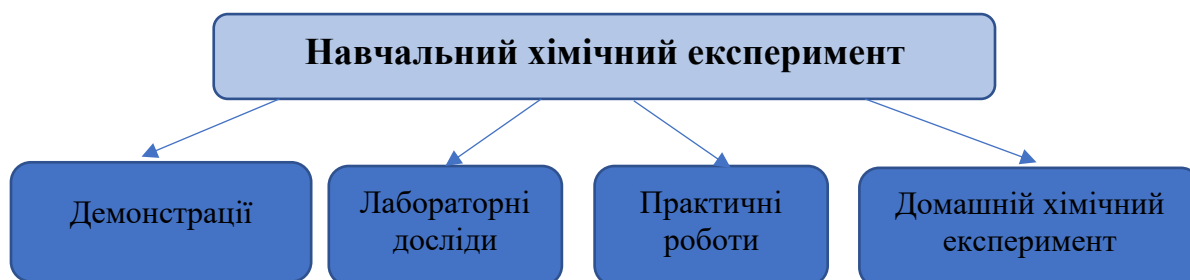 Навчальний хімічний експеримент
Демонстрації
Лабораторні
досліди
Практичні
роботи
Домашній хімічний
експеримент